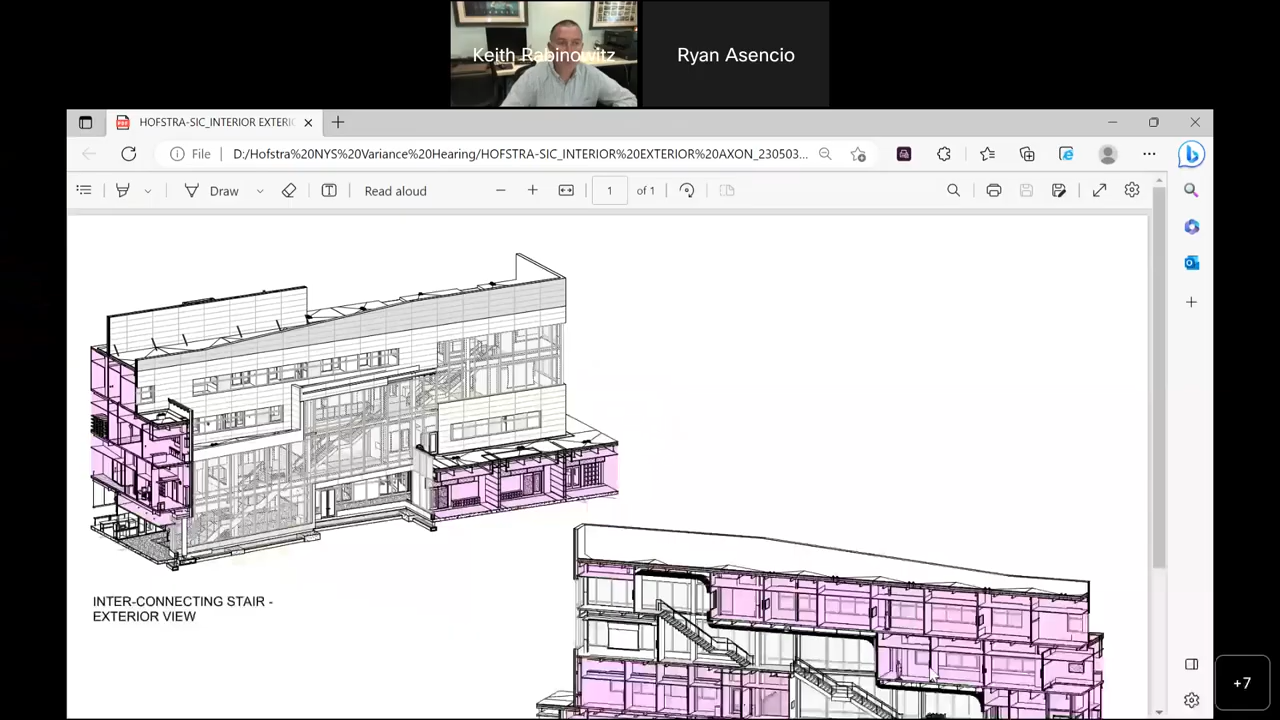 Keith Rabinowitz
Ryan Asencio
HOFSTRA-SIC_INTERIOR EXTERI
File
D:/Hofstra%20NYS%20Variance%20Hearing/HOFSTRA-SIC_INTERIOR%20EXTERIOR%20AXON_230503...
Draw
Read aloud
1
of 1
INTER-CONNECTING STAIR -
EXTERIOR VIEW
+7